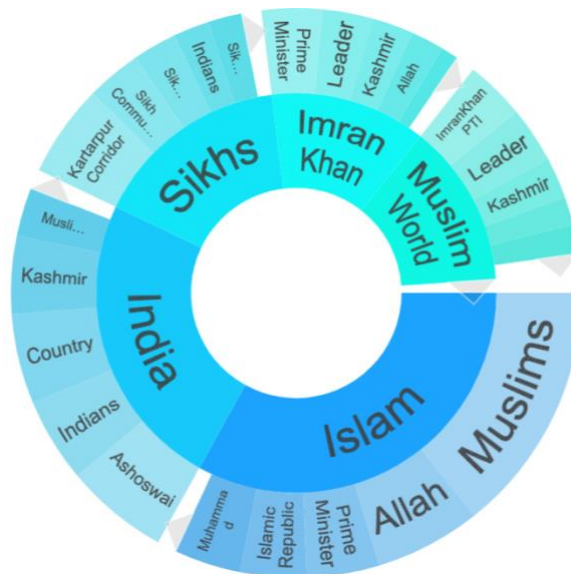 Sikhs
Imran
Khan
Muslim
World
India
Islam
Kartarpur
Corridor
Sikh
Commu...
Sik...
Indians
Sik...
Prime
Minister
Leader
Kashmir
Allah
ImranKhan
PTI
Leader
Kashmir
Musli...
Kashmir
Country
Indians
Ashoswai
Muhamma
d
Islamic
Republic
Prime
Minister
Allah
Muslims